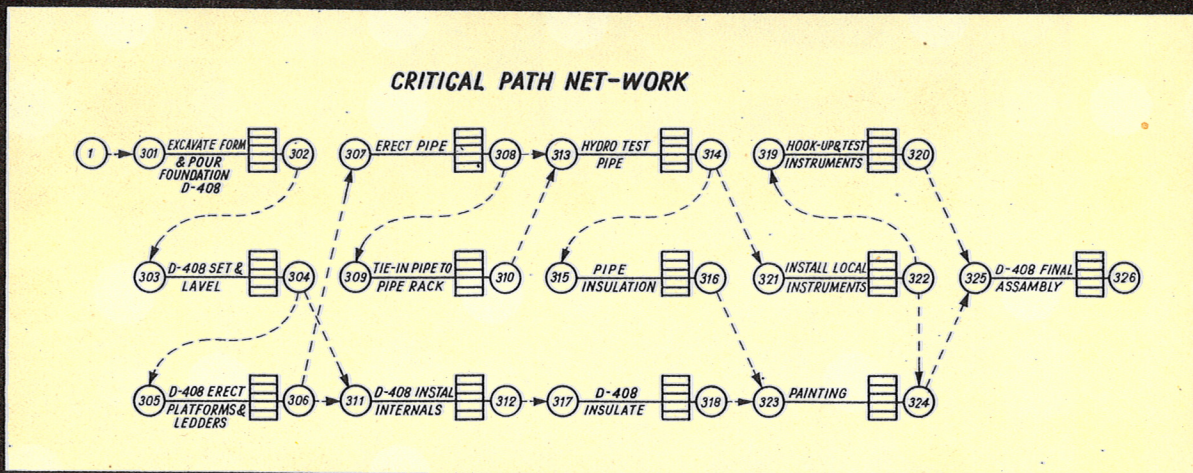 CRITICAL PATH NET-WORK
1
301
EXCAVATE FORM
& POUR
FOUNDATION
D-408
302
307
ERECT PIPE
308
313
HYDRO TEST
PIPE
314
319
HOOK-UP&TEST
INSTRUMENTS
320
303
D-408 SET &
LAVEL
304
309
TIE-IN PIPE TO
PIPE RACK
310
315
PIPE
INSULATION
316
321
INSTALL LOCAL
INSTRUMENTS
322
325
D-408 FINAL
ASSAMBLY
326
305
D-408 ERECT
PLATFORMS&
LEDDERS
306
311
D-408 INSTAL
INTERNALS
312
317
D-408
INSULATE
318
323
PAINTING
324